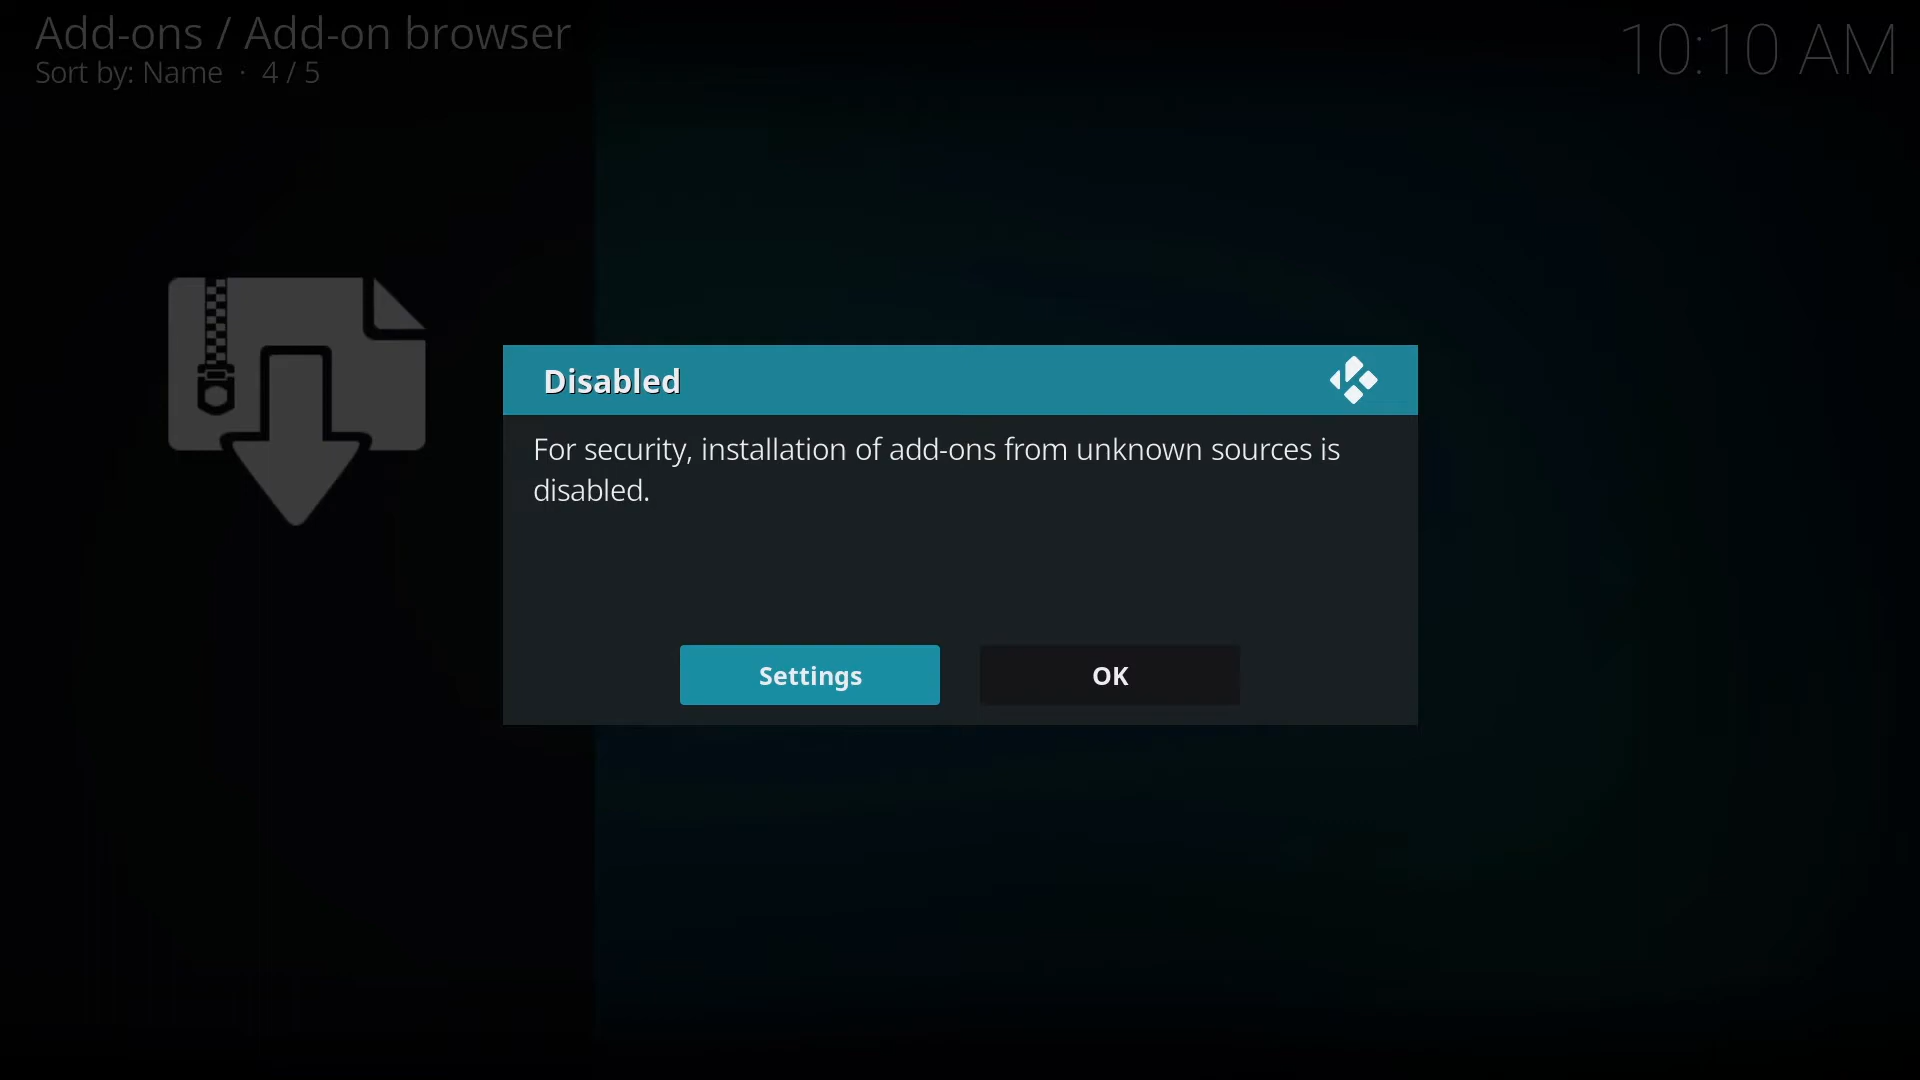 Add-ons / Add-on browser
Sort by: Name · 4 / 5
10:10 AM
Disabled
For security, installation of add-ons from unknown sources is
disabled.
Settings
OK